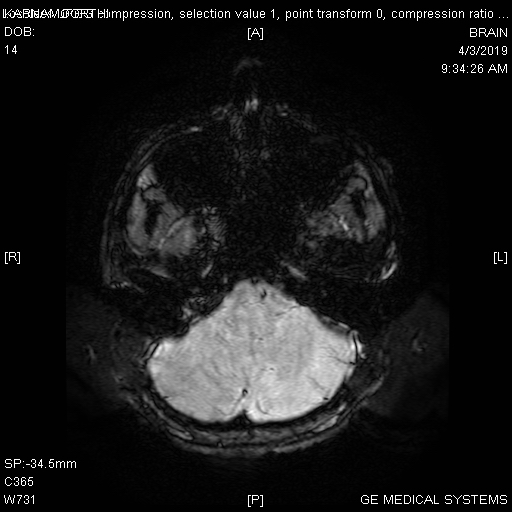 Impression, selection value 1, point transform 0, compression ratio ...
DOB:
14
[A]
BRAIN
4/3/2019
9:34:26 AM
[R]
[L]
SP:-34.5mm
C365
W731
[P]
GE MEDICAL SYSTEMS